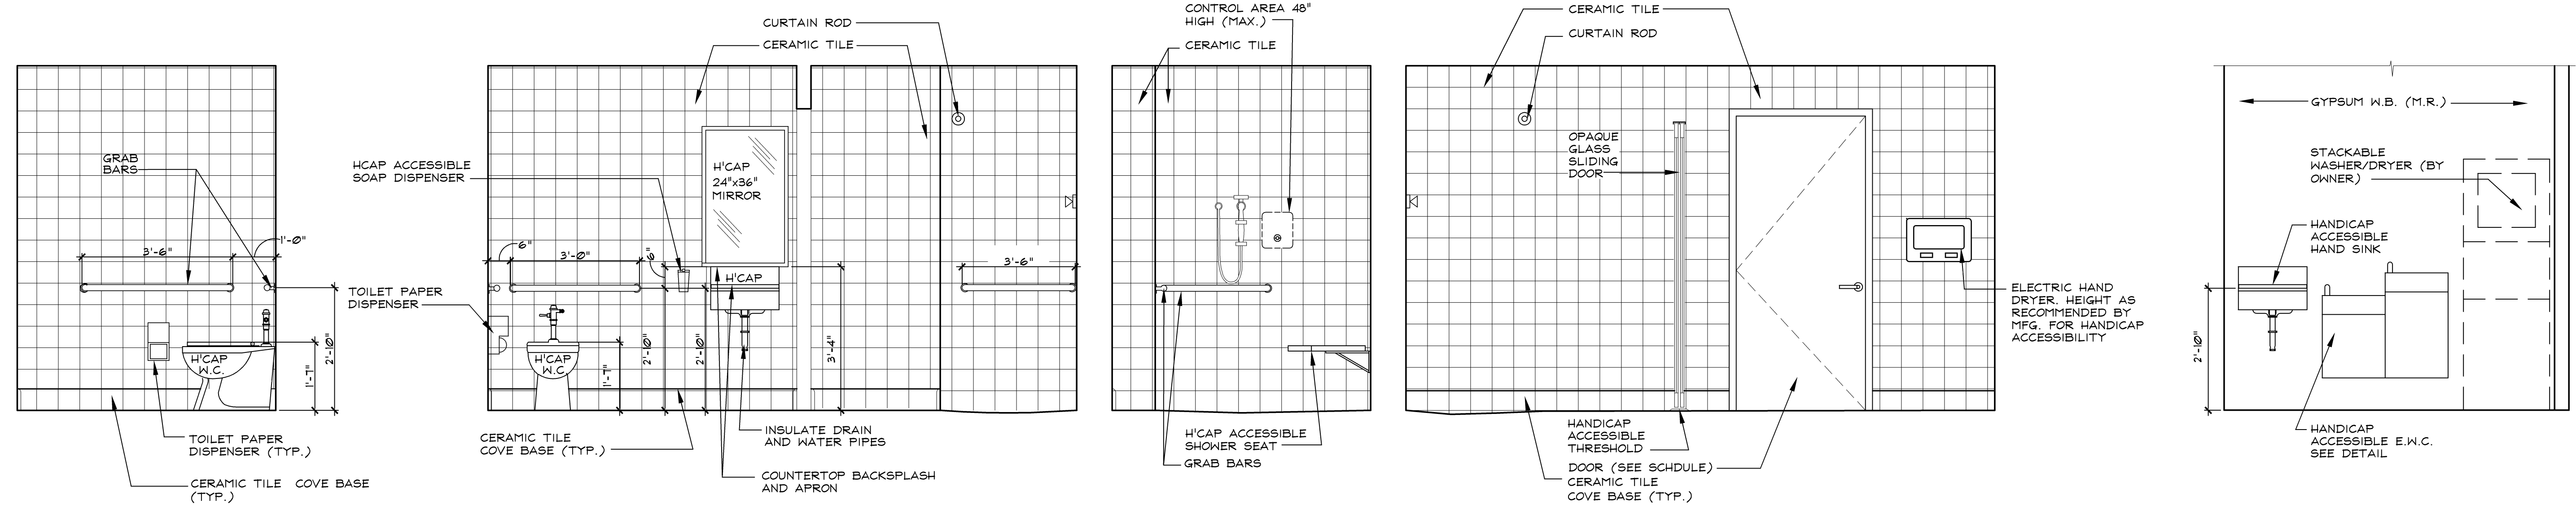 GRAB
BARS
3'-6"
1'-0"
H'CAP
W.C.
1'-7"
2'-10"
TOILET PAPER
DISPENSER (TYP.)
CERAMIC TILE COVE BASE
(TYP.)
CURTAIN ROD
CERAMIC TILE
HCAP ACCESSIBLE
SOAP DISPENSER
H'CAP
24"x36"
MIRROR
6"
3'-0"
6"
H'CAP
3'-6"
TOILET PAPER
DISPENSER
H'CAP
W.C.
1'-7"
2'-10"
2'-10"
3'-4"
CERAMIC TILE
COVE BASE (TYP.)
INSULATE DRAIN
AND WATER PIPES
COUNTERTOP BACKSPLASH
AND APRON
CONTROL AREA 48"
HIGH (MAX.)
CERAMIC TILE
H'CAP ACCESSIBLE
SHOWER SEAT
GRAB BARS
CERAMIC TILE
CURTAIN ROD
OPAQUE
GLASS
SLIDING
DOOR
ELECTRIC HAND
DRYER. HEIGHT AS
RECOMMENDED BY
MFG. FOR HANDICAP
ACCESSIBILITY
HANDICAP
ACCESSIBLE
THRESHOLD
DOOR (SEE SCHDULE)
CERAMIC TILE
COVE BASE (TYP.)
GYPSUM W.B. (M.R.)
STACKABLE
WASHER/DRYER (BY
OWNER)
HANDICAP
ACCESSIBLE
HAND SINK
2'-10"
HANDICAP
ACCESSIBLE E.W.C.
SEE DETAIL